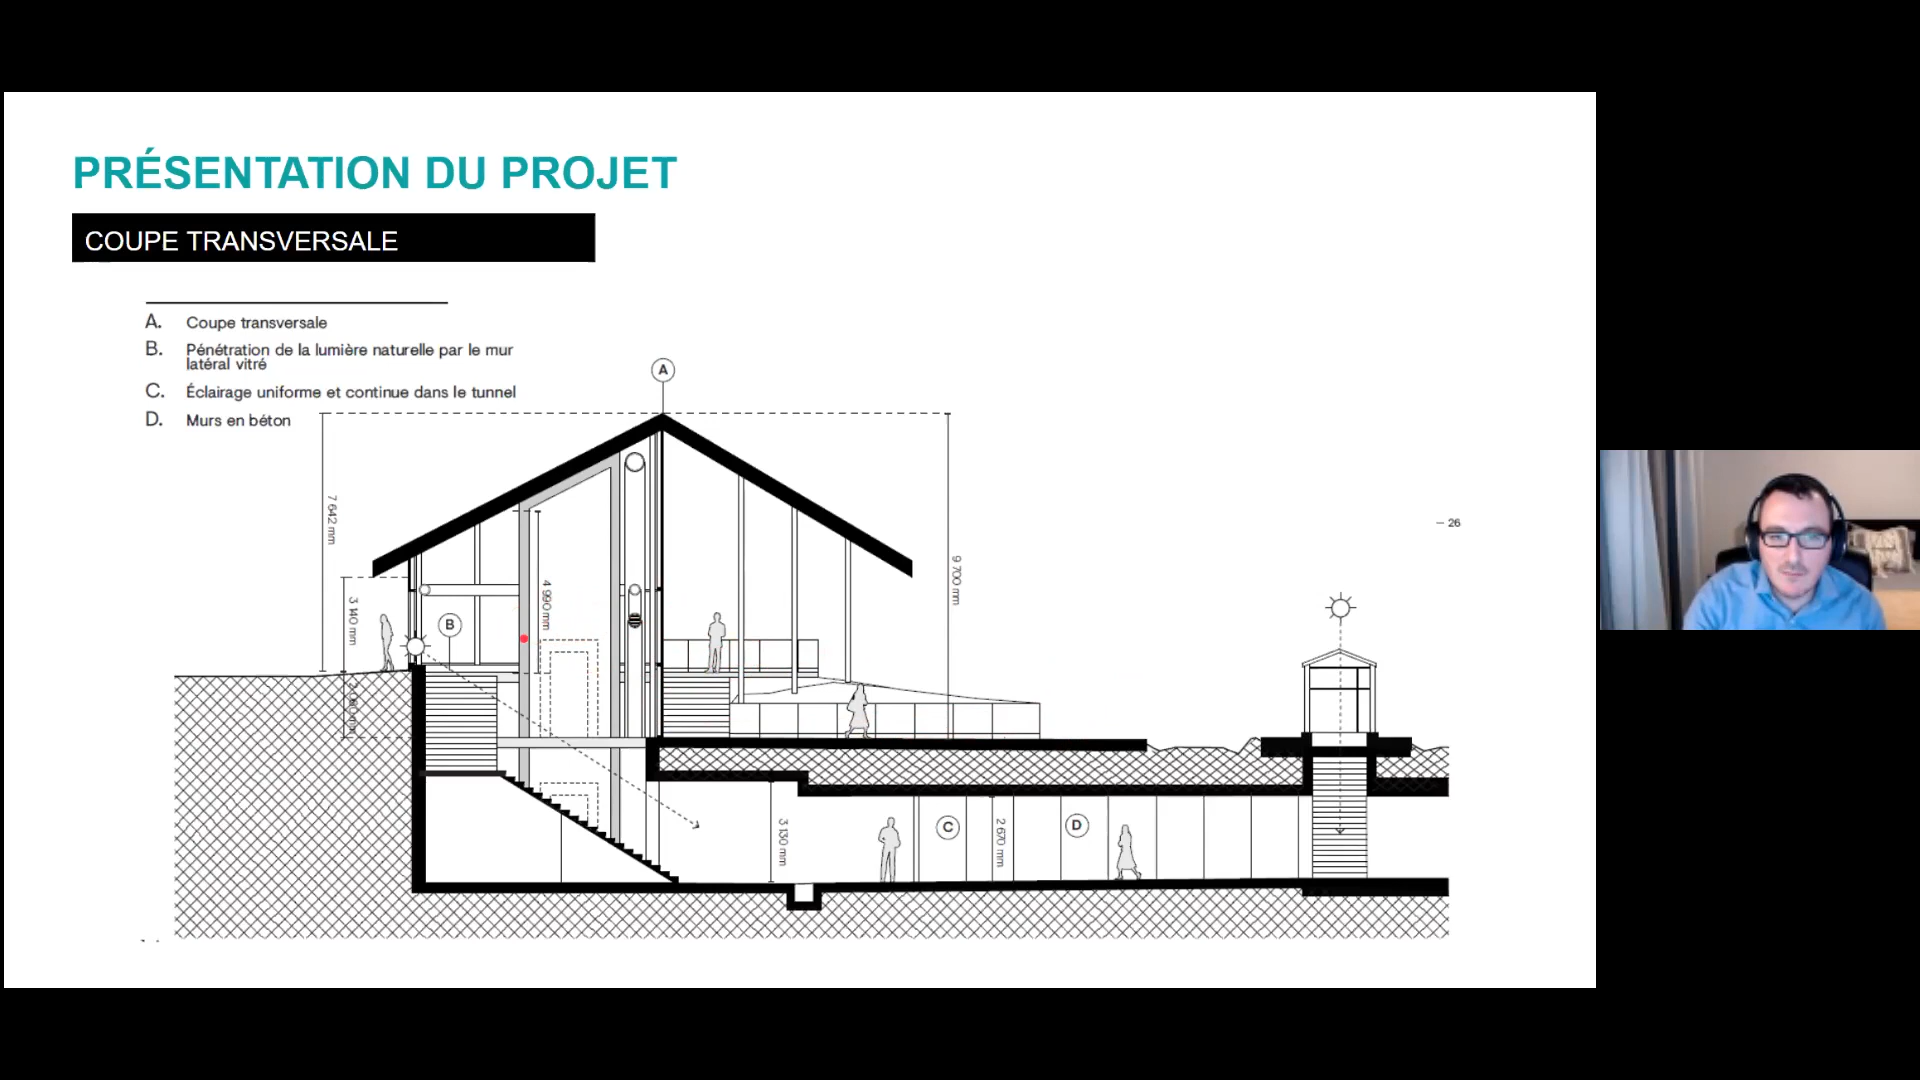 PRÉSENTATION DU PROJET
COUPE TRANSVERSALE
A. Coupe transversale
B. Pénétration de la lumière naturelle par le mur
latéral vitré
C. Éclairage uniforme et continue dans le tunnel
D. Murs en béton
A
7 642 mm
— 26
9 700 mm
4 990 mm
3 140 mm
B
3 130 mm
C
2 670 mm
D